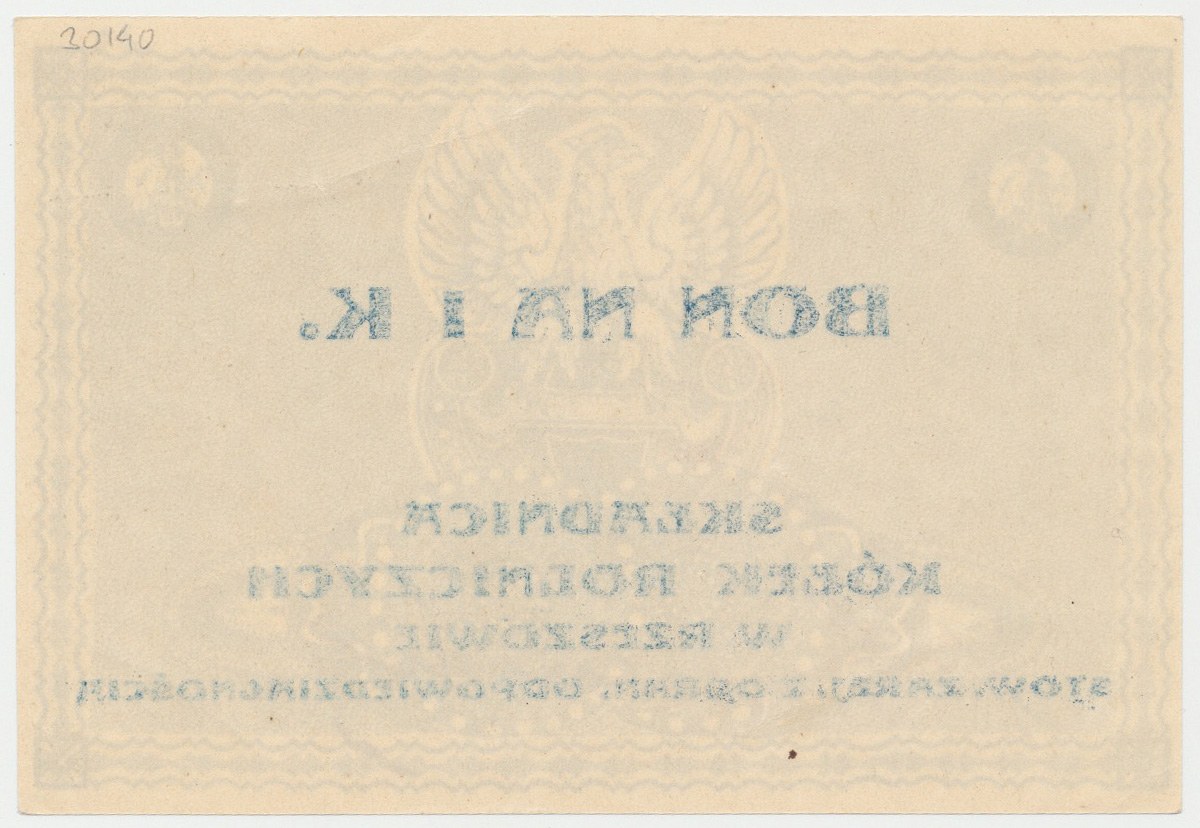 30140
BON NA 1 K.
SKŁADNICA
KÓŁEK ROLNICZYCH
W RZESZOWIE
STOW. ZAREJ. Z OGRAN. ODPOWIEDZIALNOŚCIĄ